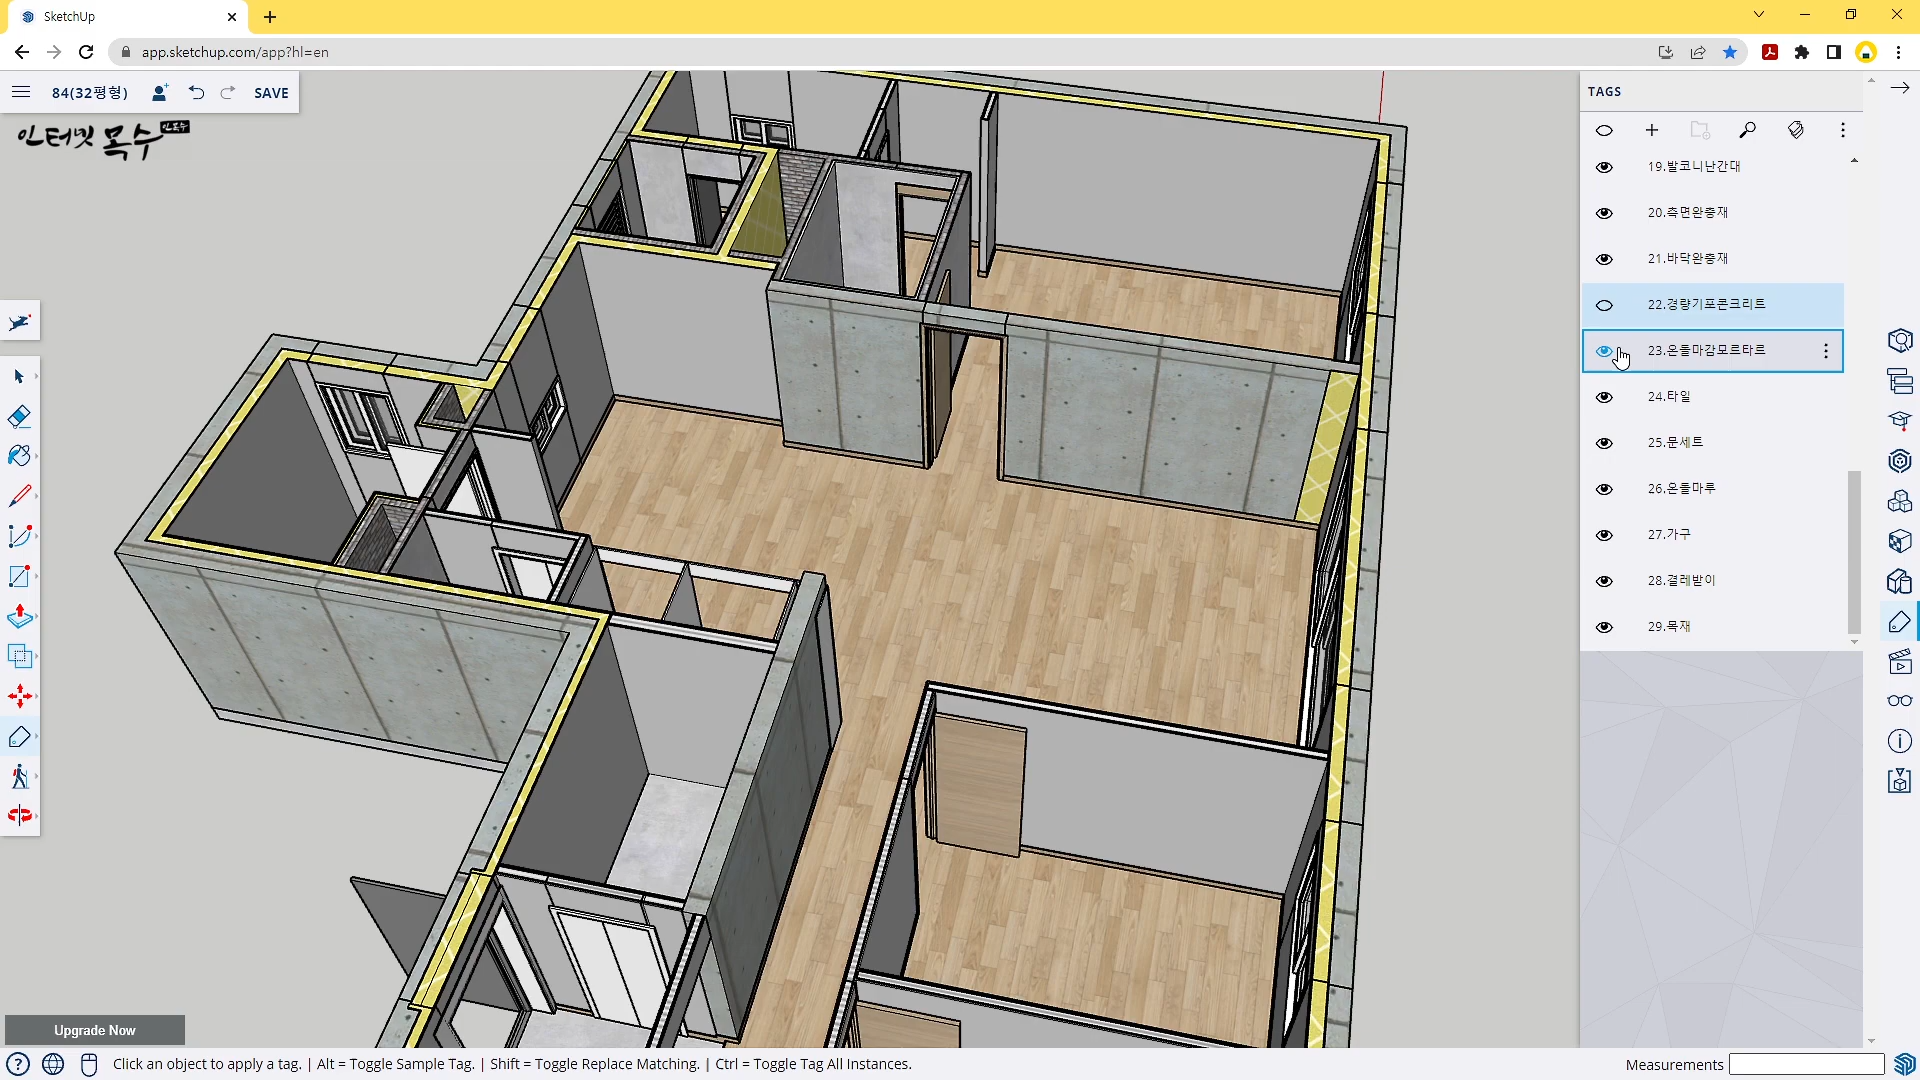 SketchUp
app.sketchup.com/app?hl=en
84(32평형)
SAVE
인터넷 목수
TAGS
19.발코니난간대
20.측면완충재
21.바닥완충재
22.경량기포콘크리트
23.온돌마감모르타르
24.타일
25.문세트
26.온돌마루
27.가구
28.걸레받이
29.목재
Upgrade Now
Click an object to apply a tag. | Alt = Toggle Sample Tag. | Shift = Toggle Replace Matching. | Ctrl = Toggle Tag All Instances.
Measurements